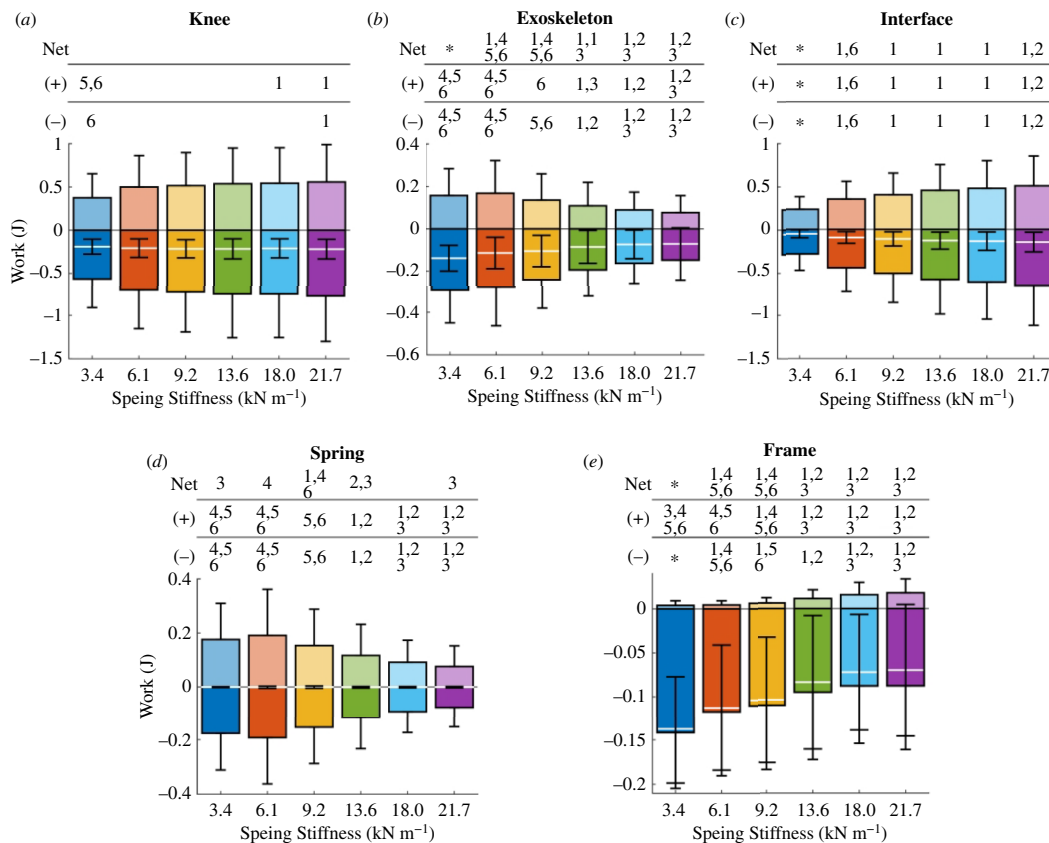 (a) Knee
Net
(+) 5,6 1 1
(–) 6 1
Work (J)
1
0.5
0
–0.5
–1
–1.5
3.4 6.1 9.2 13.6 18.0 21.7
Speing Stiffness (kN m–1)
(b) Exoskeleton
Net * 1,4 1,4 1,1 1,2 1,2
5,6 5,6 3 3 3
(+) 4,5 4,5 6 1,3 1,2 1,2
6 6 3
(–) 4,5 4,5 5,6 1,2 1,2 1,2
6 6 3 3
0.4
0.2
0
–0.2
–0.4
–0.6
3.4 6.1 9.2 13.6 18.0 21.7
Speing Stiffness (kN m–1)
(c) Interface
Net * 1,6 1 1 1 1,2
(+) * 1,6 1 1 1 1,2
(–) * 1,6 1 1 1 1,2
1
0.5
0
–0.5
–1
–1.5
3.4 6.1 9.2 13.6 18.0 21.7
Speing Stiffness (kN m–1)
(d) Spring
Net 3 4 1,4 2,3 3
6
(+) 4,5 4,5 5,6 1,2 1,2 1,2
6 6 3 3
(–) 4,5 4,5 5,6 1,2 1,2 1,2
6 6 3 3
Work (J)
0.4
0.2
0
–0.2
–0.4
3.4 6.1 9.2 13.6 18.0 21.7
Speing Stiffness (kN m–1)
(e) Frame
Net * 1,4 1,4 1,2 1,2 1,2
5,6 5,6 3 3 3
(+) 3,4 4,5 1,4 1,2 1,2 1,2
5,6 6 5,6 3 3 3
(–) * 1,4 1,5 1,2 1,2, 1,2
5,6 6 3 3
0
–0.05
–0.1
–0.15
–0.2
3.4 6.1 9.2 13.6 18.0 21.7
Speing Stiffness (kN m–1)